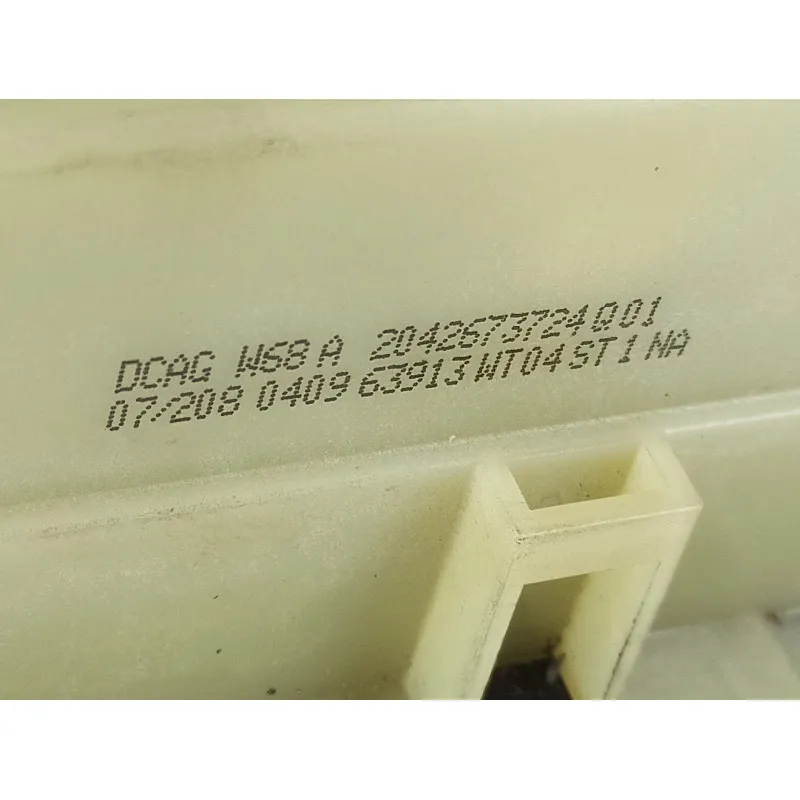 DCAG W68 A 2042673724 Q01
07/208 0409 63913 WT04 ST1 NA